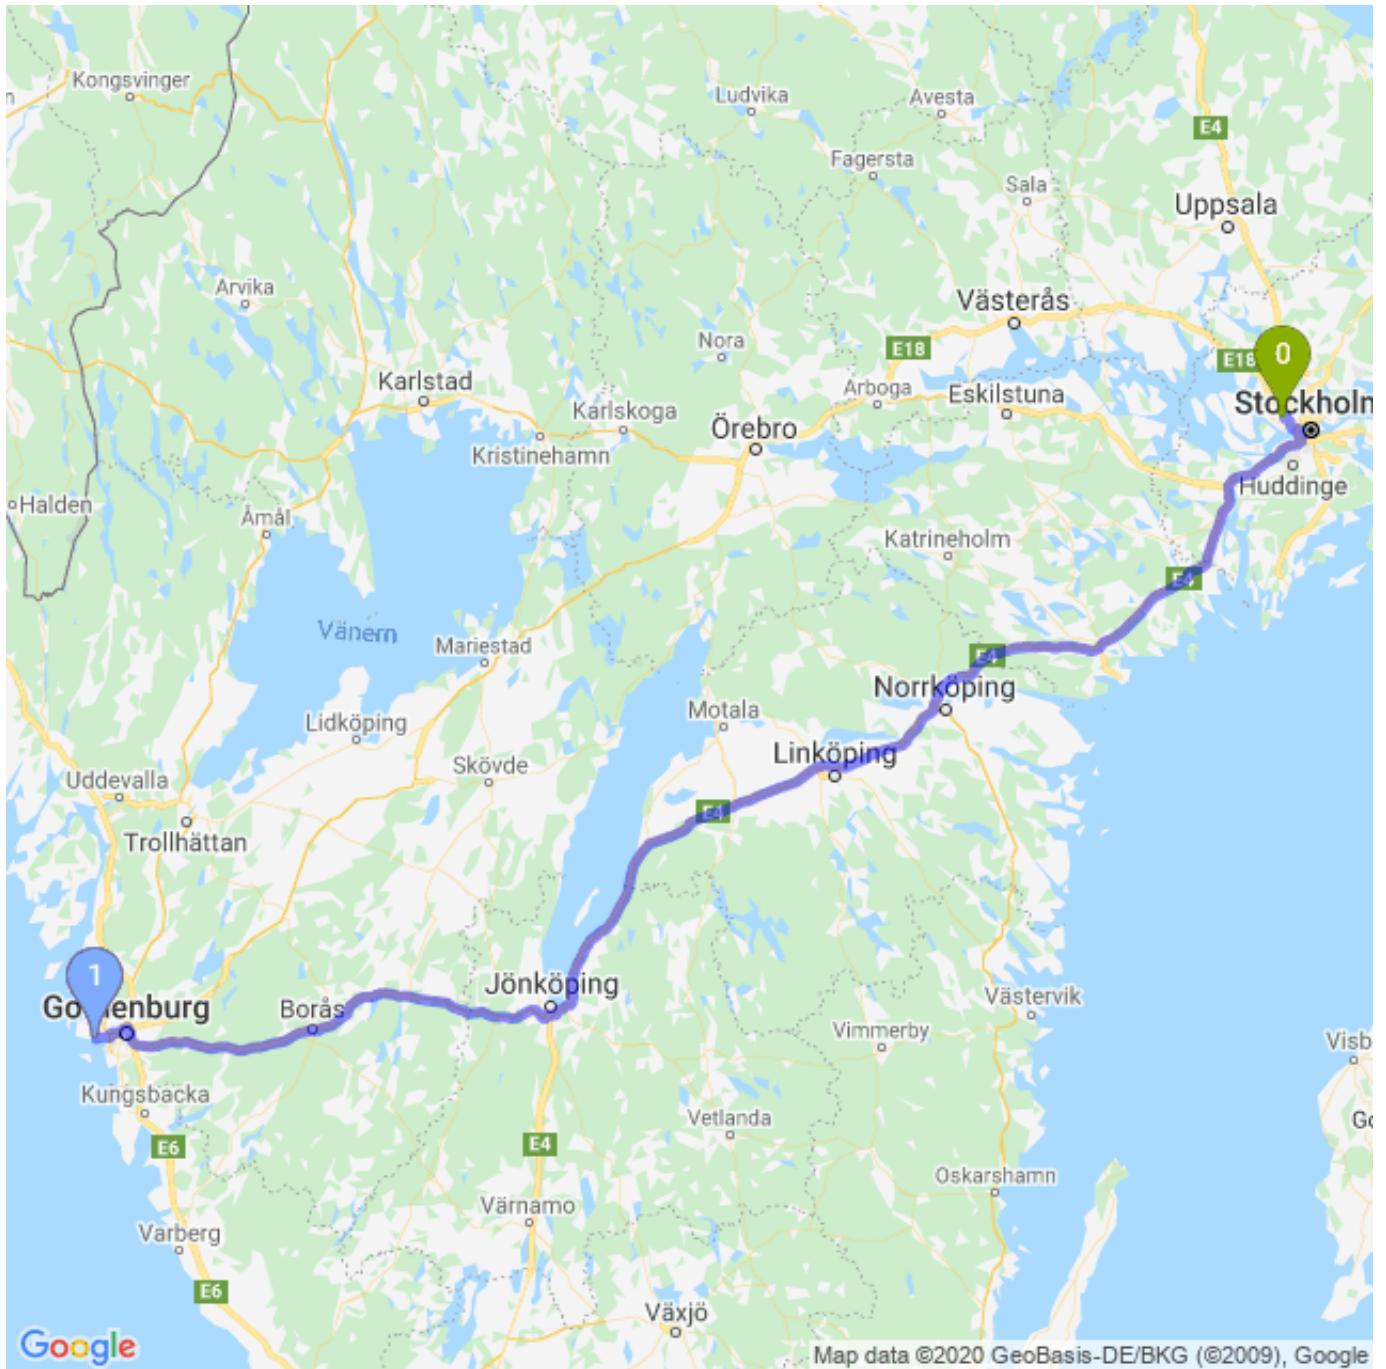 Kongsvinger
Ludvika
Avesta
E4
Fagersta
Sala
Uppsala
Arvika
Västerås
Nora
E18
E18
0
Karlstad
Arboga
Eskilstuna
Karlskoga
Stockholm
Örebro
Kristinehamn
Huddinge
Halden
Åmål
Katrineholm
E4
Vänern
Mariestad
E4
Norrköping
Motala
Lidköping
Linköping
Skövde
Uddevalla
E4
Trollhättan
1
Jönköping
Västervik
Borås
Vimmerby
Kungsbacka
Vetlanda
E4
E6
Oskarshamn
Värnamo
Varberg
E6
Växjö
Google
Map data ©2020 GeoBasis-DE/BKG (©2009), Google